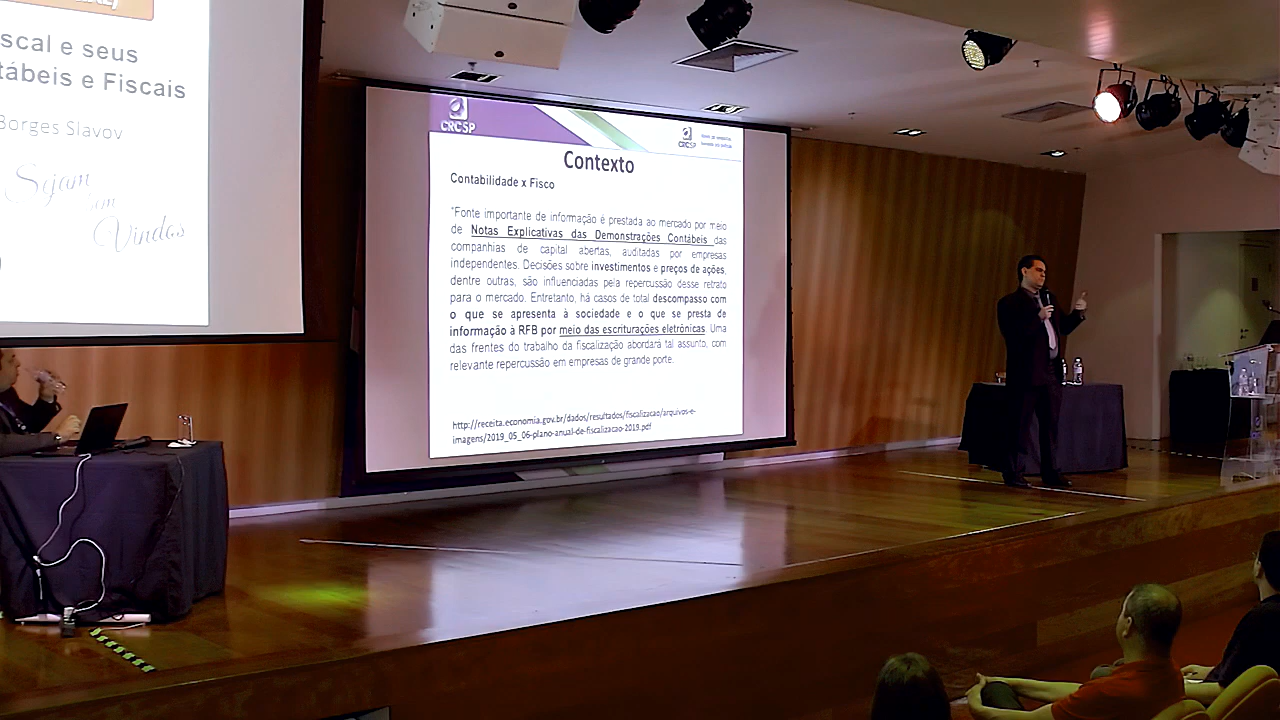 scal e seus
tábeis e Fiscais
Borges Slavov
Sejam
em
Vindos
CRCSP
CRCSP
Contexto
Contabilidade x Fisco
"Fonte importante de informação é prestada ao mercado por meio
de Notas Explicativas das Demonstrações Contábeis das
companhias de capital abertas, auditadas por empresas
independentes. Decisões sobre investimentos e preços de ações,
dentre outras, são influenciadas pela repercussão desse retrato
para o mercado. Entretanto, há casos de total descompasso com
o que se apresenta à sociedade e o que se presta de
informação à RFB por meio das escriturações eletrônicas. Uma
das frentes do trabalho da fiscalização abordará tal assunto, com
relevante repercussão em empresas de grande porte.
http://receita.economia.gov.br/dados/resultados/fiscalizacao/arquivos-e-
imagens/2019_05_06-plano-anual-de-fiscalizacao-2019.pdf